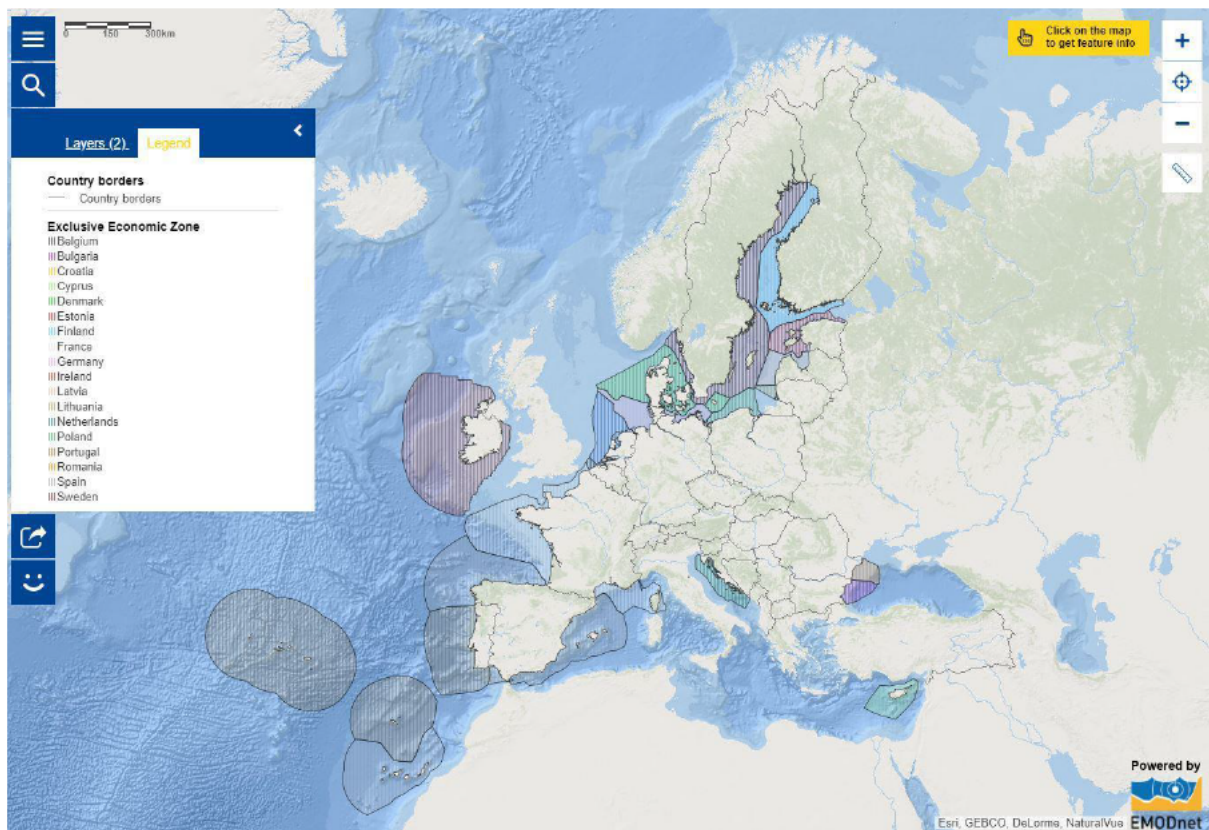 0 150 300km
Click on the map
to get feature info
Layers (2)
Legend
Country borders
Country borders
Exclusive Economic Zone
Belgium
Bulgaria
Croatia
Cyprus
Denmark
Estonia
Finland
France
Germany
Ireland
Latvia
Lithuania
Netherlands
Poland
Portugal
Romania
Spain
Sweden
Powered by
EMODnet
Esri, GEBCO, DeLorme, NaturalVue